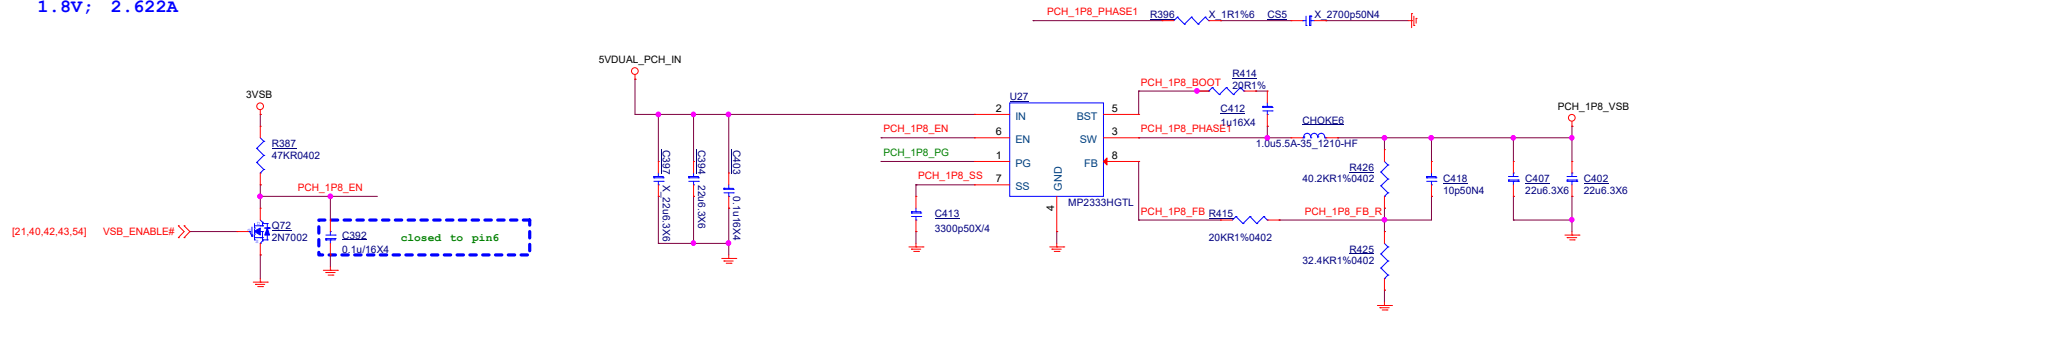 1.8V; 2.622A
PCH_1P8_PHASE1
R396
X_1R1%6
CS5
X_2700p50N4
5VDUAL_PCH_IN
3VSB
R387
47KR0402
PCH_1P8_EN
[21,40,42,43,54]
VSB_ENABLE#
Q72
2N7002
C392
0.1u/16X4
closed to pin6
C397
X_22u6.3X6
C394
22u6.3X6
C403
0.1u16X4
PCH_1P8_EN
PCH_1P8_PG
PCH_1P8_SS
C413
3300p50X/4
U27
2
IN
6
EN
1
PG
7
SS
BST
5
SW
3
FB
8
GND
4
MP2333HGTL
PCH_1P8_BOOT
R414
20R1%
C412
1u16X4
PCH_1P8_PHASE1
CHOKE6
1.0u5.5A-35_1210-HF
PCH_1P8_FB
R415
20KR1%0402
PCH_1P8_FB_R
R426
40.2KR1%0402
R425
32.4KR1%0402
C418
10p50N4
C407
22u6.3X6
C402
22u6.3X6
PCH_1P8_VSB